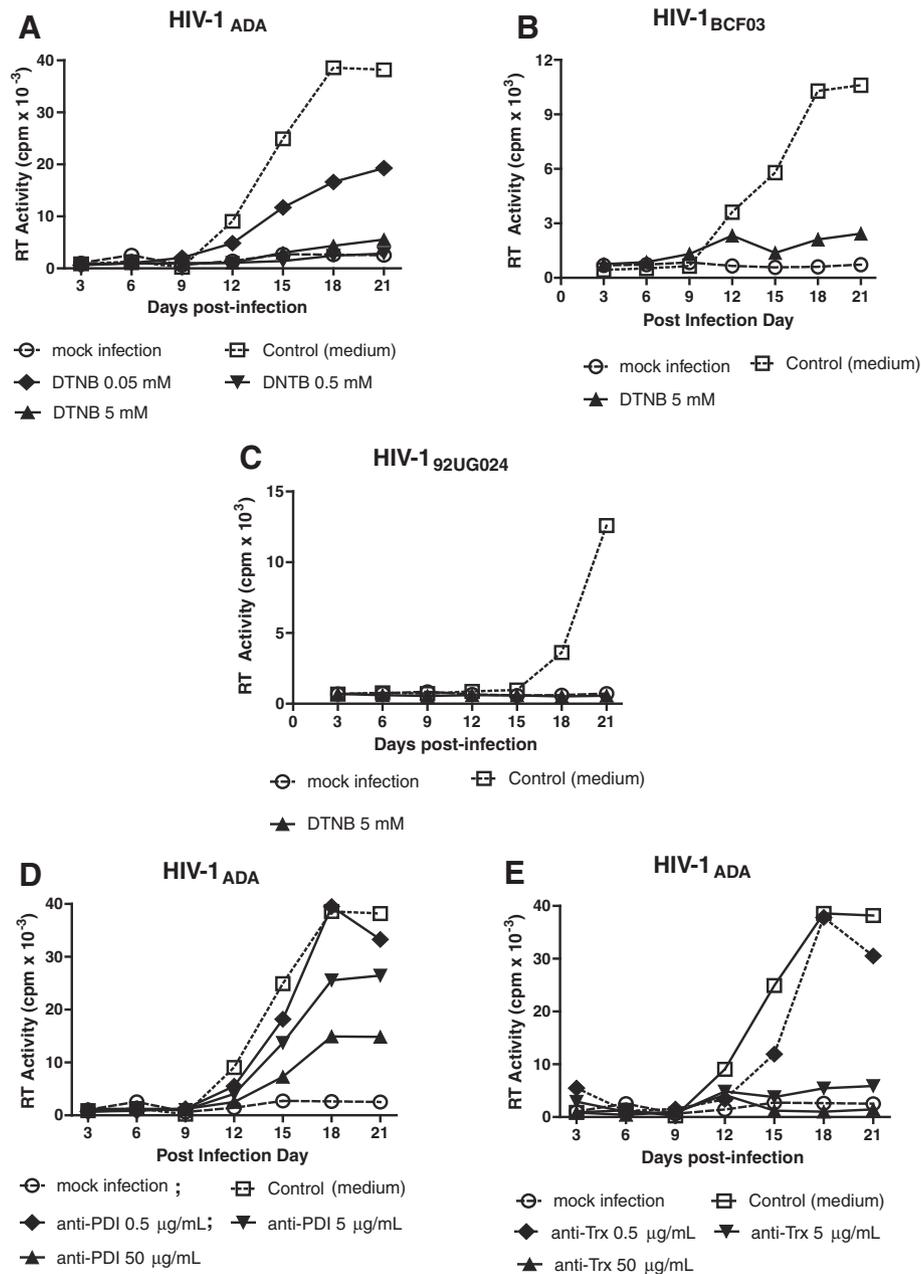 A
HIV-1 ADA
RT Activity (cpm x 10-3)
40
30
20
10
0
3 6 9 12 15 18 21
Days post-infection
mock infection
Control (medium)
DTNB 0.05 mM
DNTB 0.5 mM
DTNB 5 mM
B
HIV-1BCF03
RT Activity (cpm x 103)
12
9
6
3
0
0 3 6 9 12 15 18 21
Post Infection Day
mock infection
Control (medium)
DTNB 5 mM
C
HIV-192UG024
RT Activity (cpm x 103)
15
10
5
0
0 3 6 9 12 15 18 21
Days post-infection
mock infection
Control (medium)
DTNB 5 mM
D
HIV-1 ADA
RT Activity (cpm x 10-3)
40
30
20
10
0
3 6 9 12 15 18 21
Post Infection Day
mock infection ;
Control (medium)
anti-PDI 0.5 µg/mL;
anti-PDI 5 µg/mL
anti-PDI 50 µg/mL
E
HIV-1 ADA
RT Activity (cpm x 10-3)
40
30
20
10
0
3 6 9 12 15 18 21
Days post-infection
mock infection
Control (medium)
anti-Trx 0.5 µg/mL
anti-Trx 5 µg/mL
anti-Trx 50 µg/mL